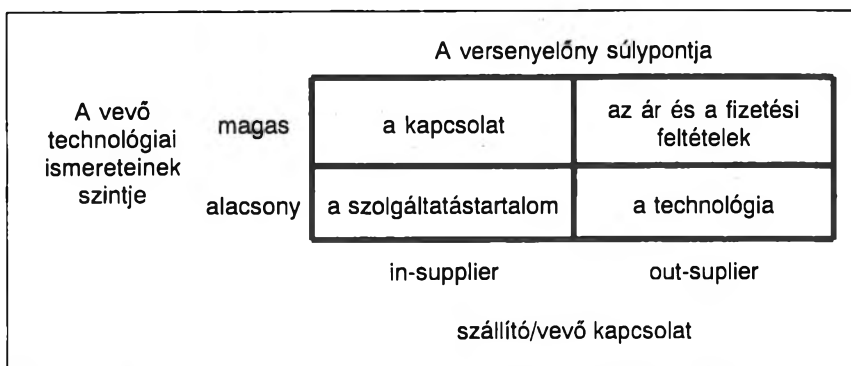 A versenyelőny súlypontja
A vevő
technológiai
ismereteinek
szintje
magas
a kapcsolat
az ár és a fizetési
feltételek
alacsony
a szolgáltatástartalom
a technológia
in-supplier
out-suplier
szállító/vevő kapcsolat